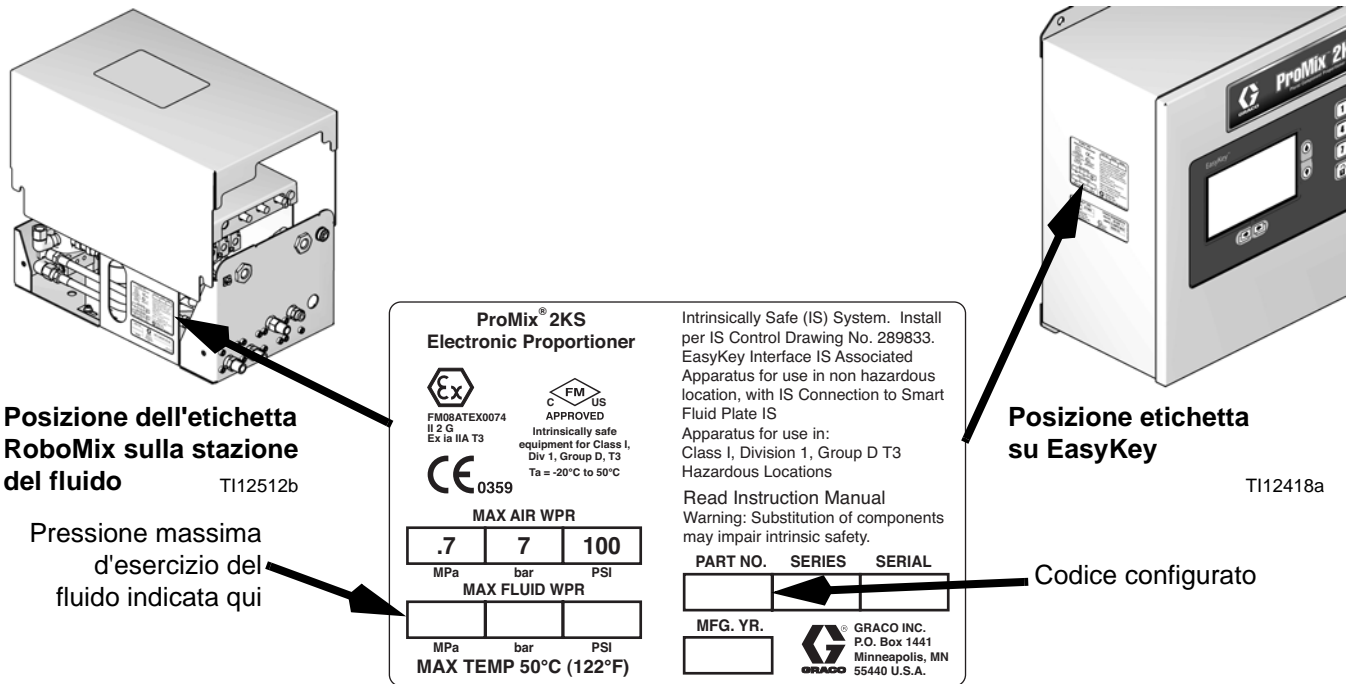 ProMix 2K
GRACO
EasyKey
1
4
7
Posizione dell'etichetta
RoboMix sulla stazione
del fluido
TI12512b
Pressione massima
d'esercizio del
fluido indicata qui
ProMix® 2KS
Electronic Proportioner
Ex
FM08ATEX0074
II 2 G
Ex ia IIA T3
CE 0359
C FM US
APPROVED
Intrinsically safe
equipment for Class I,
Div 1, Group D, T3
Ta = -20°C to 50°C
MAX AIR WPR
.7 7 100
MPa bar PSI
MAX FLUID WPR
MPa bar PSI
MAX TEMP 50°C (122°F)
Intrinsically Safe (IS) System. Install
per IS Control Drawing No. 289833.
EasyKey Interface IS Associated
Apparatus for use in non hazardous
location, with IS Connection to Smart
Fluid Plate IS
Apparatus for use in:
Class I, Division 1, Group D T3
Hazardous Locations
Read Instruction Manual
Warning: Substitution of components
may impair intrinsic safety.
PART NO. SERIES SERIAL
MFG. YR.
GRACO
®
GRACO INC.
P.O. Box 1441
Minneapolis, MN
55440 U.S.A.
Posizione etichetta
su EasyKey
TI12418a
Codice configurato